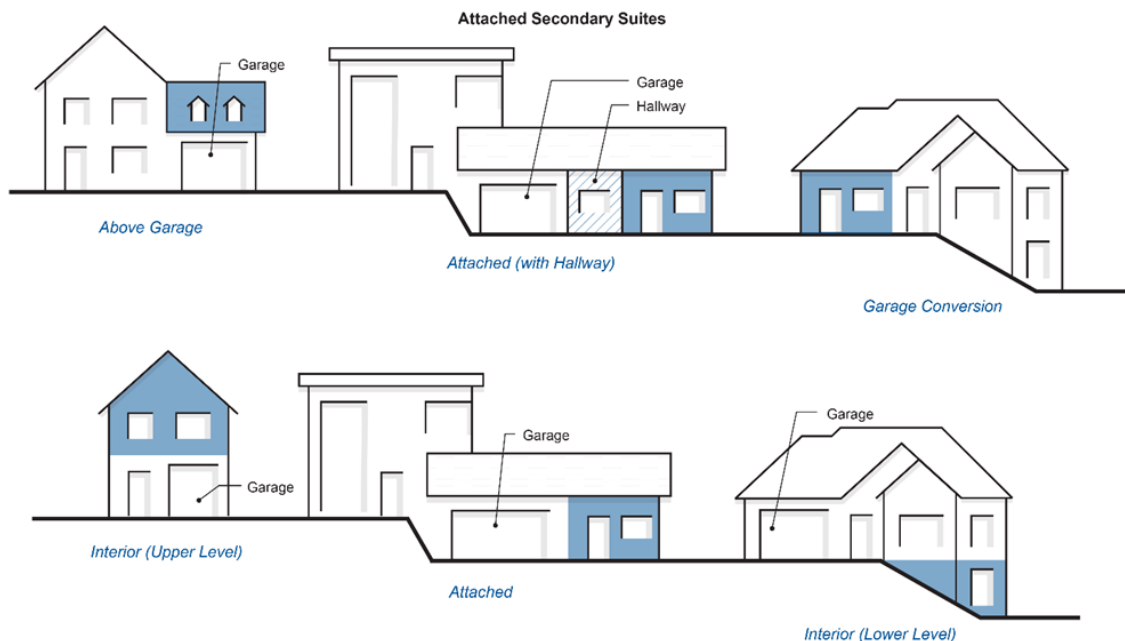 Attached Secondary Suites
Garage
Garage
Hallway
Above Garage
Attached (with Hallway)
Garage Conversion
Garage
Garage
Garage
Interior (Upper Level)
Attached
Interior (Lower Level)